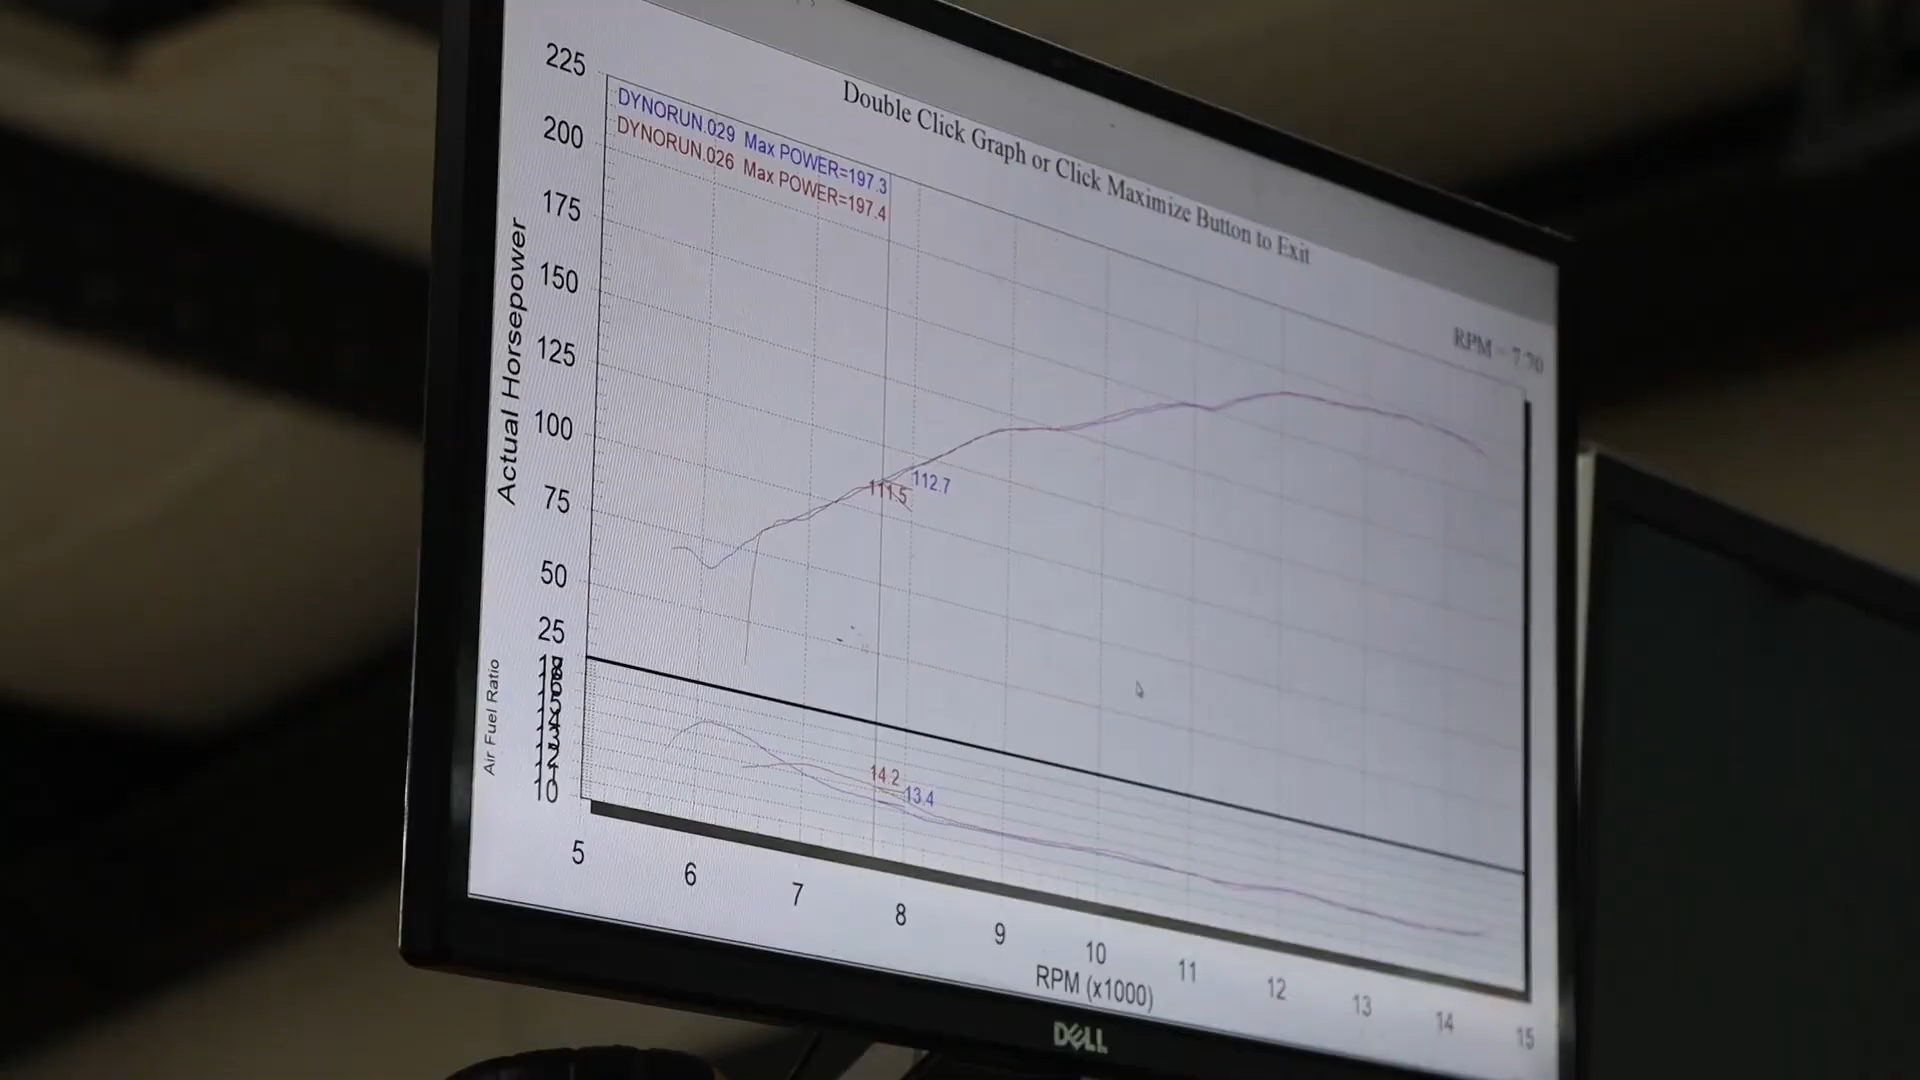 Double Click Graph or Click Maximize Button to Exit
DYNORUN.029 Max POWER=197.3
DYNORUN.026 Max POWER=197.4
Actual Horsepower
225
200
175
150
125
100
75
50
25
RPM
112.7
111.5
Air Fuel Ratio
10
14.2
13.4
5 6 7 8 9 10 11 12 13 14 15
RPM (x1000)
DELL